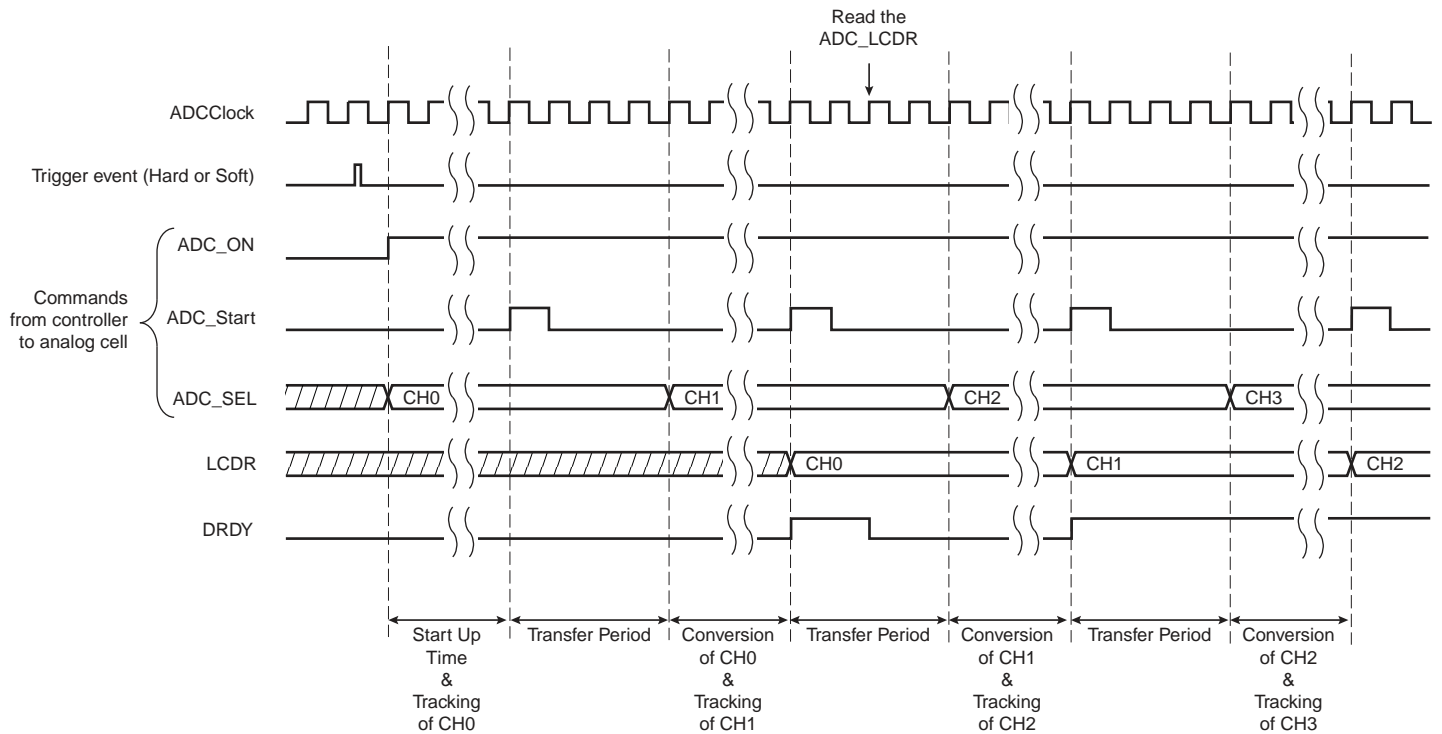 Read the
ADC_LCDR
ADCClock
Trigger event (Hard or Soft)
ADC_ON
Commands
from controller
to analog cell
ADC_Start
ADC_SEL
CH0
CH1
CH2
CH3
LCDR
CH0
CH1
CH2
DRDY
Start Up
Time
&
Tracking
of CH0
Transfer Period
Conversion
of CH0
&
Tracking
of CH1
Transfer Period
Conversion
of CH1
&
Tracking
of CH2
Transfer Period
Conversion
of CH2
&
Tracking
of CH3